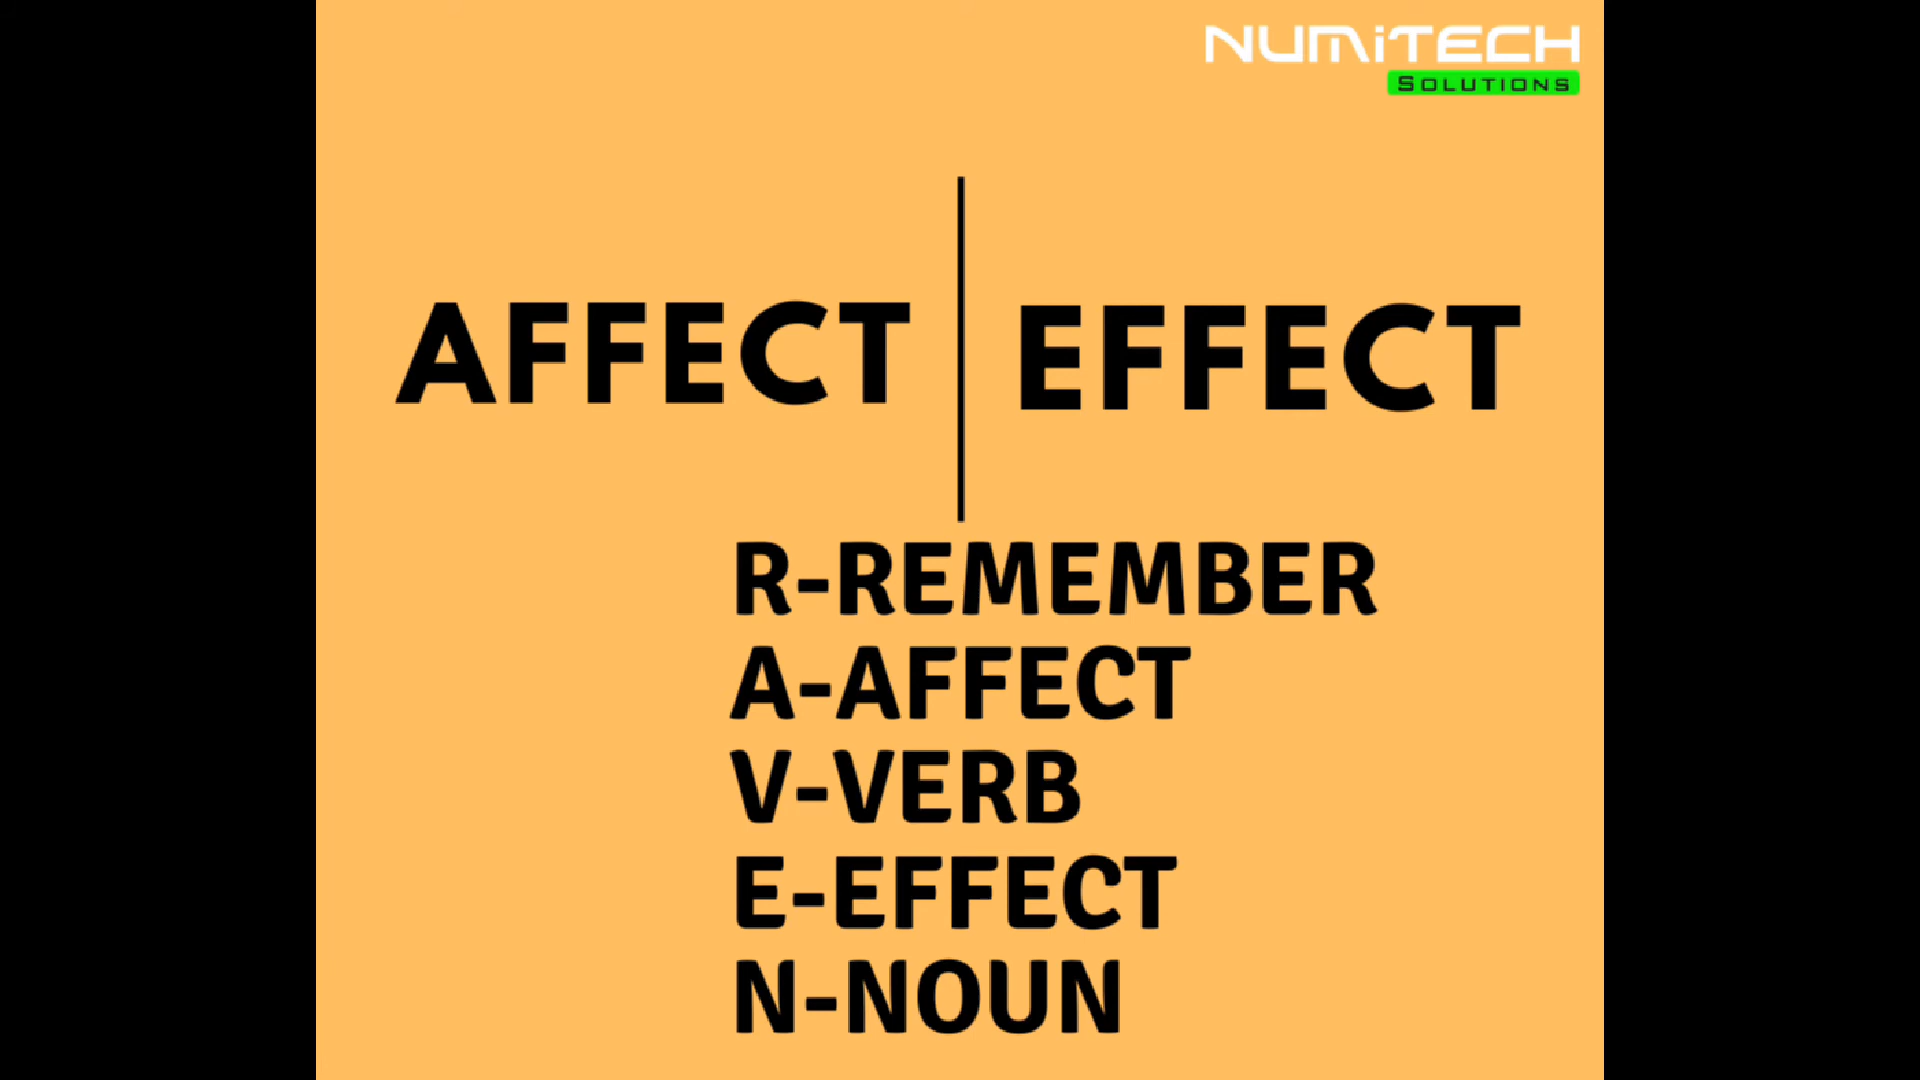 NUMiTECH
SOLUTIONS
AFFECT
EFFECT
R-REMEMBER
A-AFFECT
V-VERB
E-EFFECT
N-NOUN